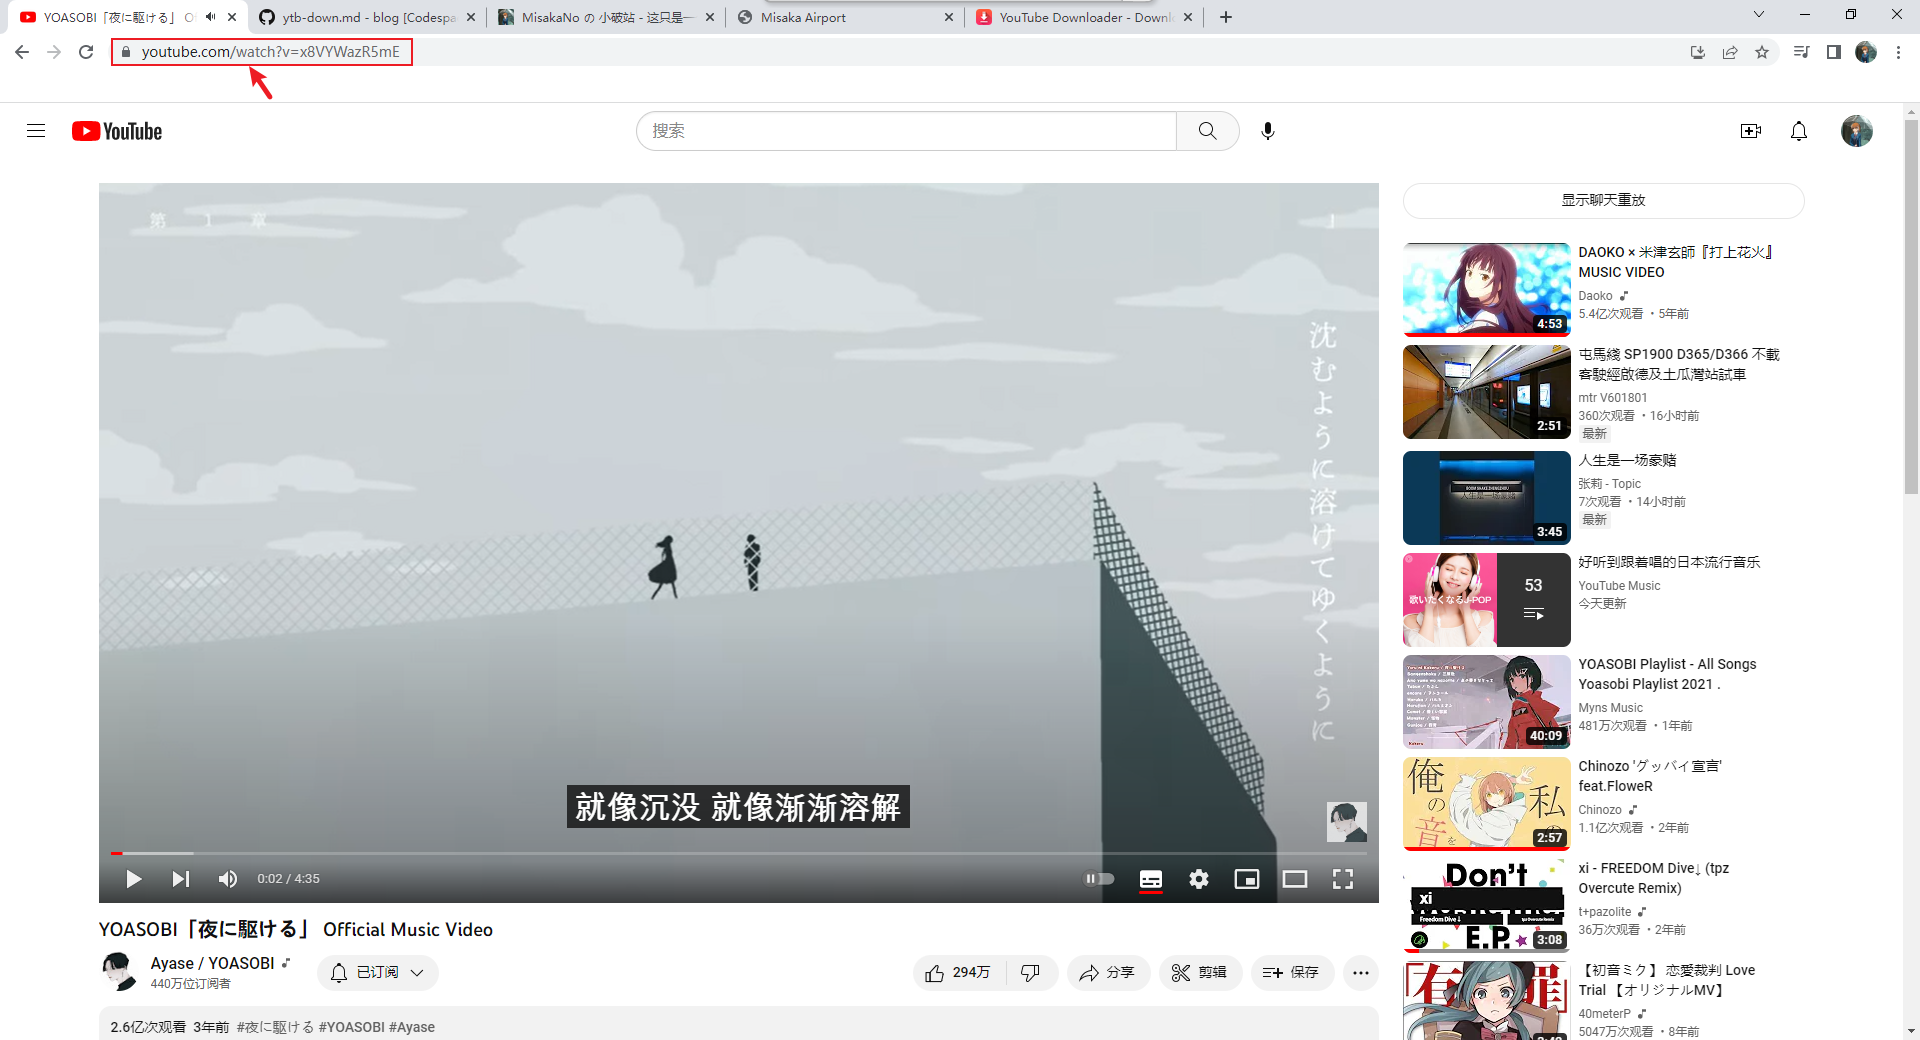 YOASOBI「夜に駆ける」 O
ytb-down.md - blog [Codespa
MisakaNo の 小破站 - 这只是一
Misaka Airport
YouTube Downloader - Downl
youtube.com/watch?v=x8VYWazR5mE
YouTube
搜索
第 1 章
1
沈むように溶けてゆくように
就像沉没 就像渐渐溶解
0:02 / 4:35
YOASOBI「夜に駆ける」 Official Music Video
Ayase / YOASOBI
440万位订阅者
已订阅
294万
分享
剪辑
保存
2.6亿次观看 3年前 #夜に駆ける #YOASOBI #Ayase
显示聊天重放
4:53
DAOKO × 米津玄師『打上花火』
MUSIC VIDEO
Daoko
5.4亿次观看 ・5年前
2:51
屯馬綫 SP1900 D365/D366 不載
客駛經啟德及土瓜灣站試車
mtr V601801
360次观看 ・16小时前
最新
3:45
人生是一场豪赌
张莉 - Topic
7次观看 ・14小时前
最新
歌いたくなるJ-POP
53
好听到跟着唱的日本流行音乐
YouTube Music
今天更新
40:09
YOASOBI Playlist - All Songs
Yoasobi Playlist 2021 .
Myns Music
481万次观看 ・1年前
俺の音を
私
2:57
Chinozo 'グッバイ宣言'
feat.FloweR
Chinozo
1.1亿次观看 ・2年前
Don't
xi
Freedom Dive↓
E.P.
3:08
xi - FREEDOM Dive↓ (tpz
Overcute Remix)
t+pazolite
36万次观看 ・2年前
「有罪
【初音ミク】 恋愛裁判 Love
Trial 【オリジナルMV】
40meterP
5047万次观看 ・8年前